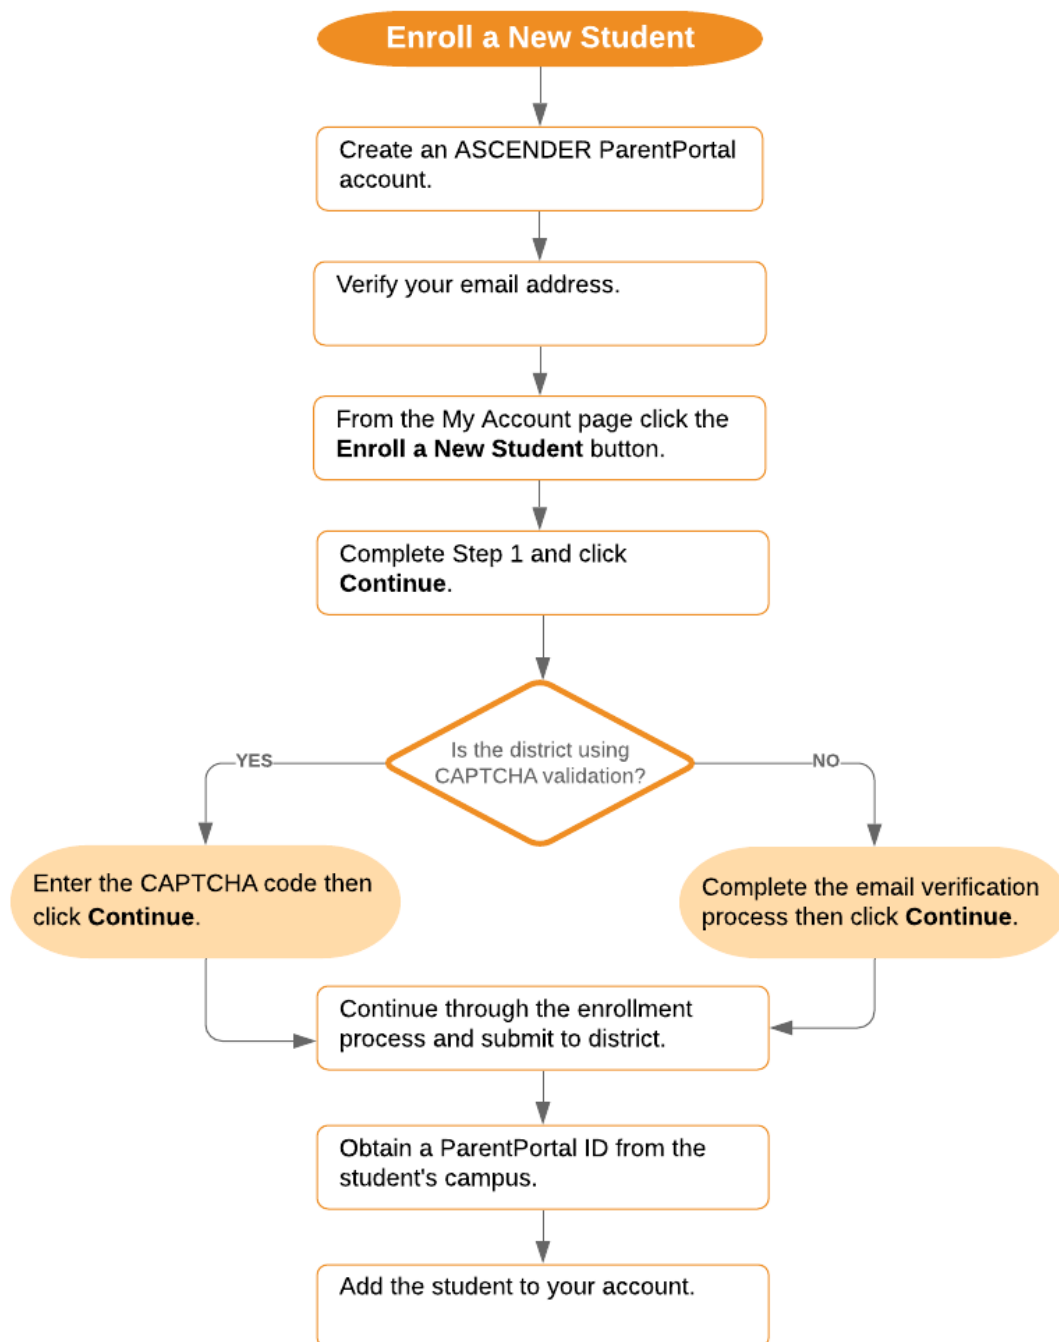 Enroll a New Student
Create an ASCENDER ParentPortal
account.
Verify your email address.
From the My Account page click the
Enroll a New Student button.
Complete Step 1 and click
Continue.
Is the district using
CAPTCHA validation?
YES
NO
Enter the CAPTCHA code then
click Continue.
Complete the email verification
process then click Continue.
Continue through the enrollment
process and submit to district.
Obtain a ParentPortal ID from the
student's campus.
Add the student to your account.